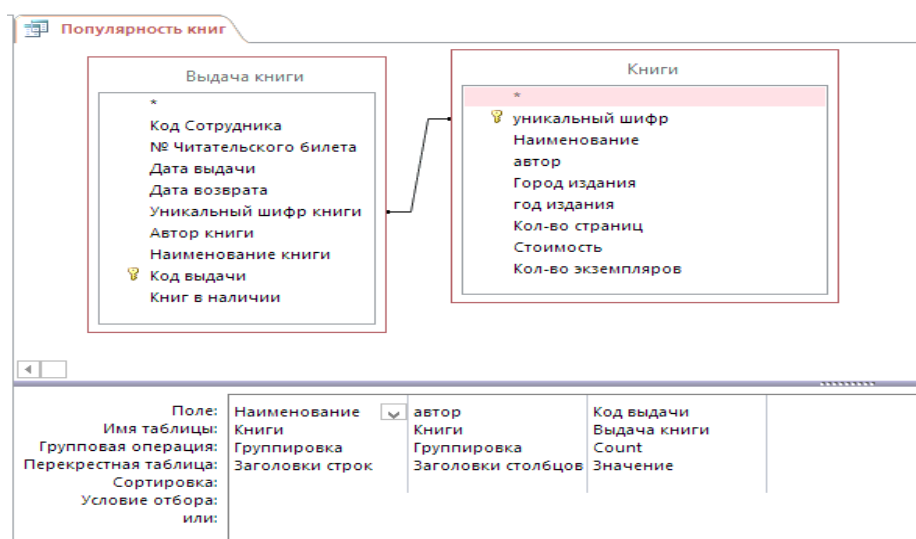 Популярность книг
Выдача книги
*
Код Сотрудника
№ Читательского билета
Дата выдачи
Дата возврата
Уникальный шифр книги
Автор книги
Наименование книги
Код выдачи
Книг в наличии
Книги
*
уникальный шифр
Наименование
автор
Город издания
год издания
Кол-во страниц
Стоимость
Кол-во экземпляров
Поле: Наименование автор Код выдачи
Имя таблицы: Книги Книги Выдача книги
Групповая операция: Группировка Группировка Count
Перекрестная таблица: Заголовки строк Заголовки столбцов Значение
Сортировка:
Условие отбора:
или: